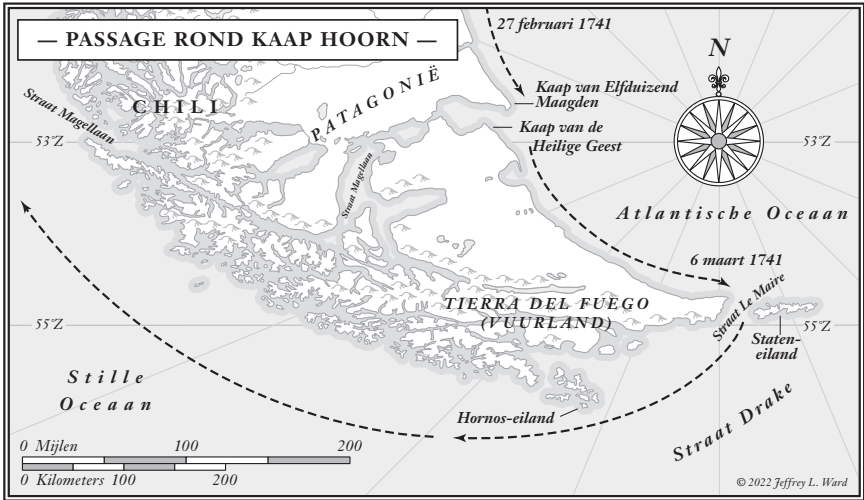 — PASSAGE ROND KAAP HOORN —
27 februari 1741
N
Straat Magellaan
CHILI
PATAGONIË
Kaap van Elfduizend
Maagden
Kaap van de
Heilige Geest
53°Z
53°Z
Straat Magellaan
Atlantische Oceaan
6 maart 1741
Straat Le Maire
TIERRA DEL FUEGO
(VUURLAND)
55°Z
55°Z
Staten-
eiland
Stille
Oceaan
Hornos-eiland
Straat Drake
0 Mijlen 100 200
0 Kilometers 100 200
© 2022 Jeffrey L. Ward